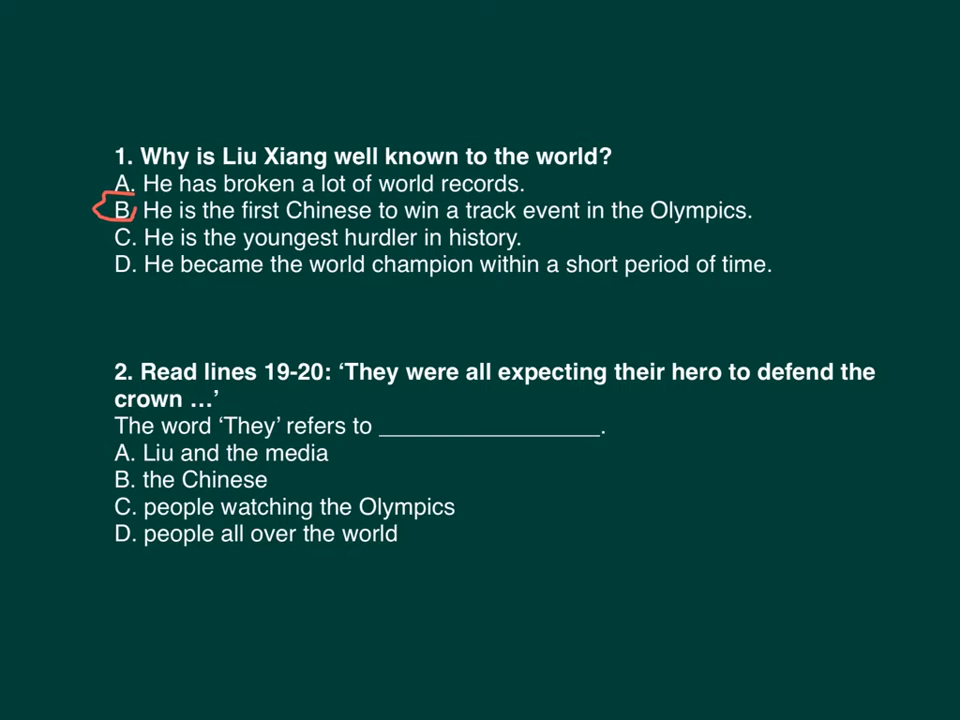 1. Why is Liu Xiang well known to the world?
A. He has broken a lot of world records.
B. He is the first Chinese to win a track event in the Olympics.
C. He is the youngest hurdler in history.
D. He became the world champion within a short period of time.
2. Read lines 19-20: ‘They were all expecting their hero to defend the
crown …’
The word ‘They’ refers to __________________.
A. Liu and the media
B. the Chinese
C. people watching the Olympics
D. people all over the world